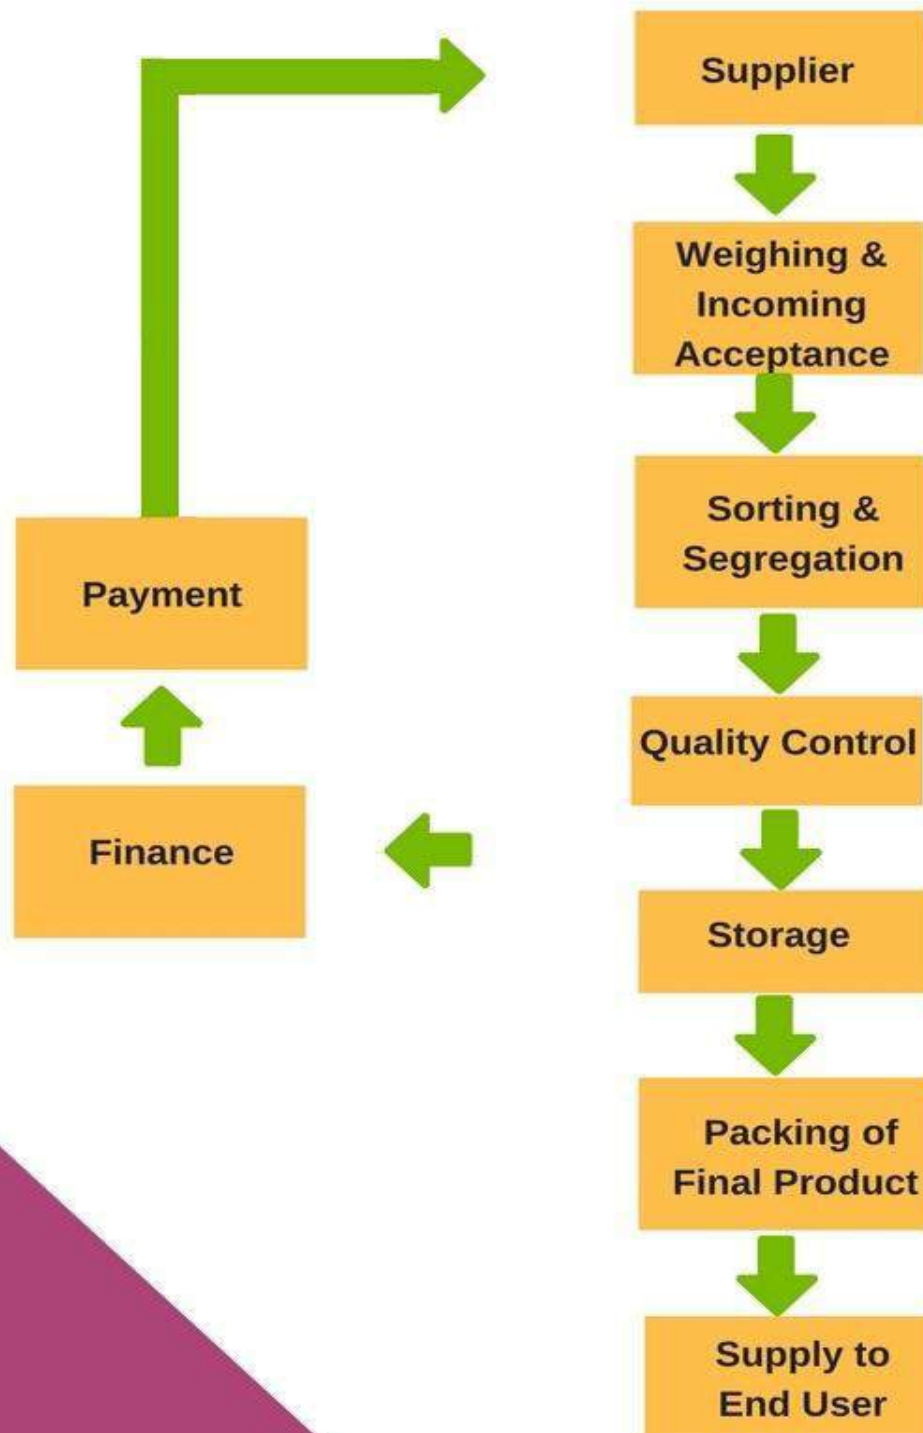 Supplier
Weighing &
Incoming
Acceptance
Sorting &
Segregation
Quality Control
Storage
Packing of
Final Product
Supply to
End User
Finance
Payment